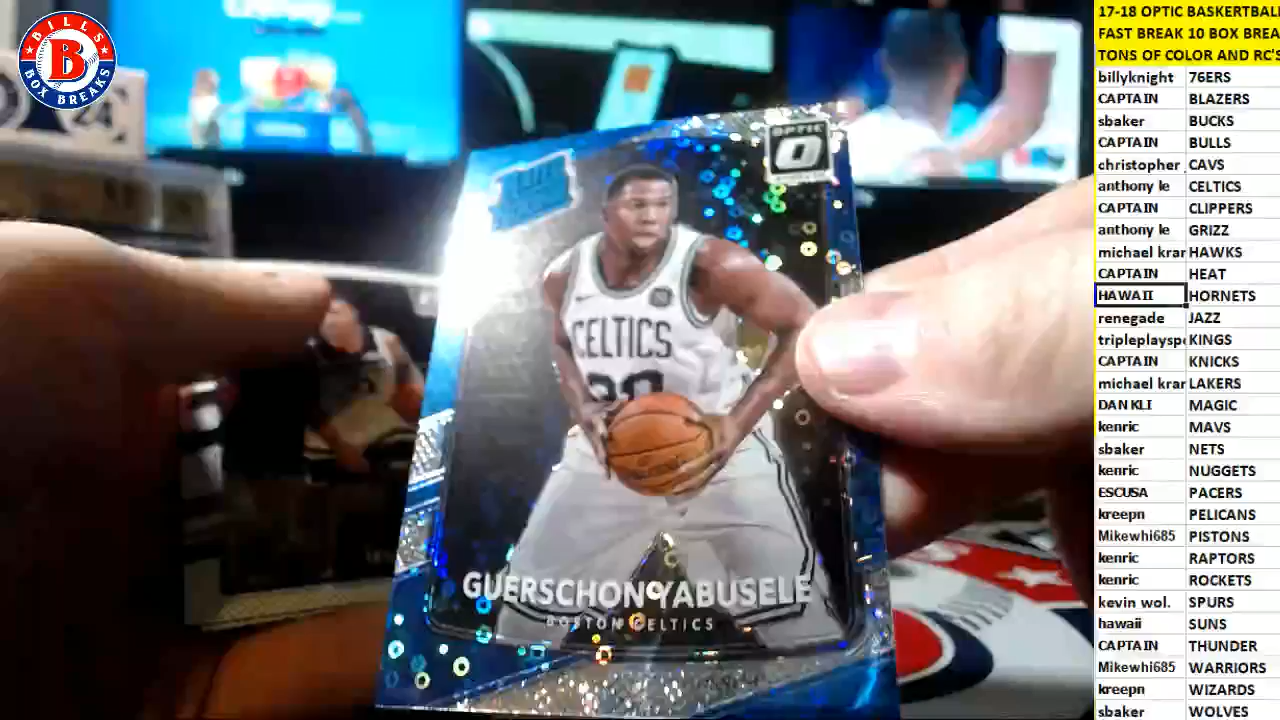 BILLS
B
BOX BREAKS
24
OPTIC
O
CELTICS
GUERSCHON YABUSELE
BOSTON CELTICS
17-18 OPTIC BASKERTBALL
FAST BREAK 10 BOX BREA
TONS OF COLOR AND RC'S
billyknight 76ERS
CAPTAIN BLAZERS
sbaker BUCKS
CAPTAIN BULLS
christopher CAVS
anthony le CELTICS
CAPTAIN CLIPPERS
anthony le GRIZZ
michael krar HAWKS
CAPTAIN HEAT
HAWAII HORNETS
renegade JAZZ
tripleplayspo KINGS
CAPTAIN KNICKS
michael krar LAKERS
DAN KLI MAGIC
kenric MAVS
sbaker NETS
kenric NUGGETS
ESCUSA PACERS
kreepn PELICANS
Mikewhi685 PISTONS
kenric RAPTORS
kenric ROCKETS
kevin wol. SPURS
hawaii SUNS
CAPTAIN THUNDER
Mikewhi685 WARRIORS
kreepn WIZARDS
sbaker WOLVES